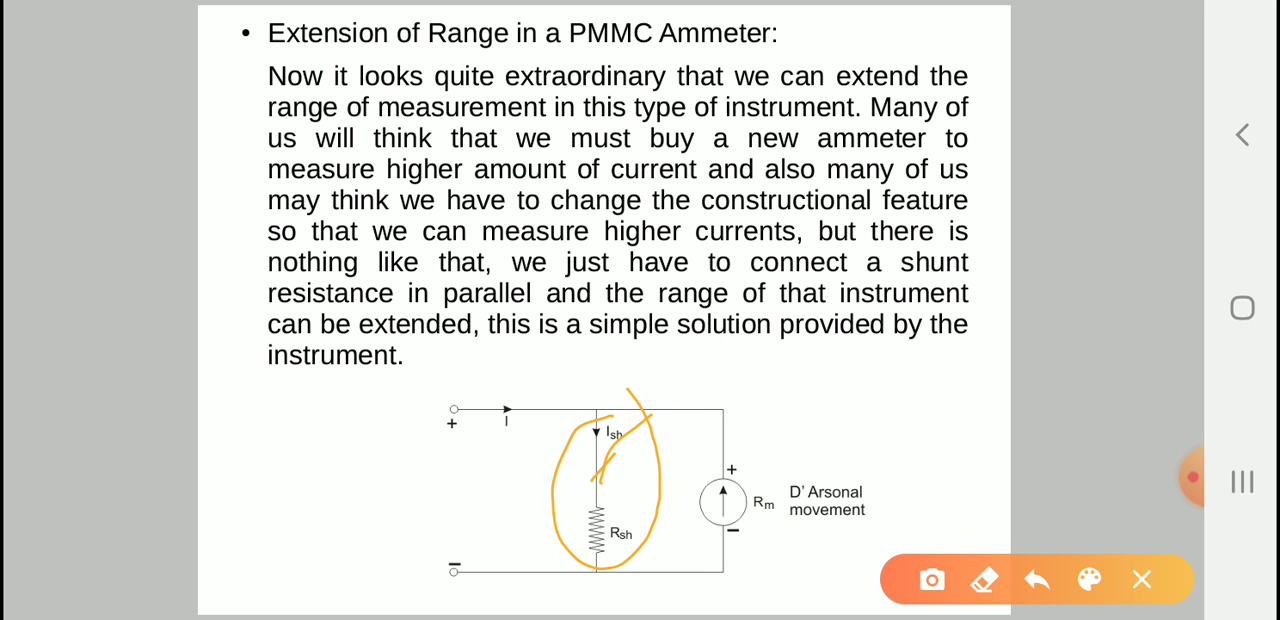 • Extension of Range in a PMMC Ammeter:
Now it looks quite extraordinary that we can extend the
range of measurement in this type of instrument. Many of
us will think that we must buy a new ammeter to
measure higher amount of current and also many of us
may think we have to change the constructional feature
so that we can measure higher currents, but there is
nothing like that, we just have to connect a shunt
resistance in parallel and the range of that instrument
can be extended, this is a simple solution provided by the
instrument.
+
I
Ish
+
Rm
D' Arsonal
movement
Rsh
−
−